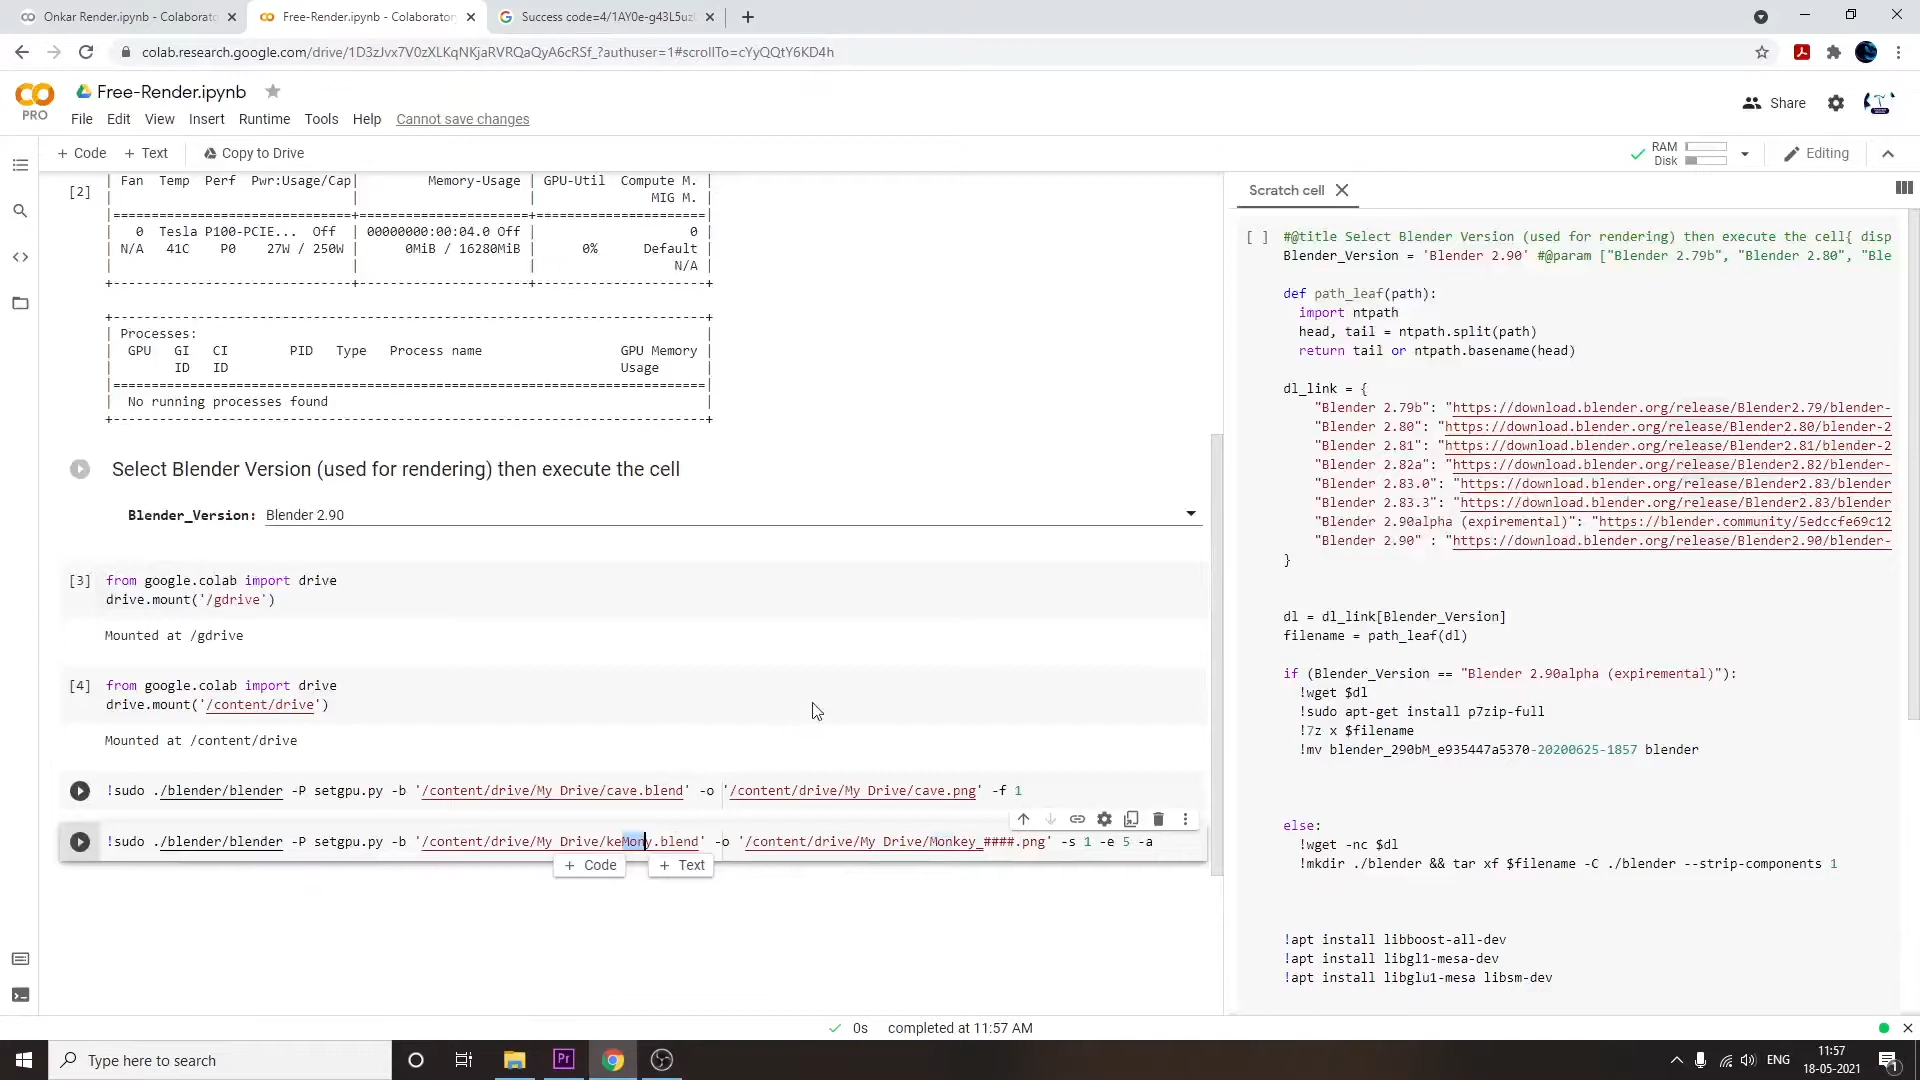 Onkar Render.ipynb - Colaborato
Free-Render.ipynb - Colaborator
Success code=4/1AY0e-g43L5uz
colab.research.google.com/drive/1D3zJvx7V0zXLKqNKjaRVRQaQyA6cRSf_?authuser=1#scrollTo=cYyQQtY6KD4h
PRO
Free-Render.ipynb
Share
File Edit View Insert Runtime Tools Help Cannot save changes
+ Code + Text Copy to Drive
RAM
Disk
Editing
[2]
| Fan Temp Perf Pwr:Usage/Cap| Memory-Usage | GPU-Util Compute M. |
| | | MIG M. |
|===============================+======================+======================|
| 0 Tesla P100-PCIE... Off | 00000000:00:04.0 Off | 0 |
| N/A 41C P0 27W / 250W | 0MiB / 16280MiB | 0% Default |
| | | N/A |
+-------------------------------+----------------------+----------------------+
+-----------------------------------------------------------------------------+
| Processes: |
| GPU GI CI PID Type Process name GPU Memory |
| ID ID Usage |
|=============================================================================|
| No running processes found |
+-----------------------------------------------------------------------------+
Select Blender Version (used for rendering) then execute the cell
Blender_Version: Blender 2.90
[3] from google.colab import drive
drive.mount('/gdrive')
Mounted at /gdrive
[4] from google.colab import drive
drive.mount('/content/drive')
Mounted at /content/drive
!sudo ./blender/blender -P setgpu.py -b '/content/drive/My Drive/cave.blend' -o '/content/drive/My Drive/cave.png' -f 1
!sudo ./blender/blender -P setgpu.py -b '/content/drive/My Drive/keMony.blend' -o '/content/drive/My Drive/Monkey_####.png' -s 1 -e 5 -a
+ Code + Text
Scratch cell
[ ] #@title Select Blender Version (used for rendering) then execute the cell{ disp
Blender_Version = 'Blender 2.90' #@param ["Blender 2.79b", "Blender 2.80", "Ble
def path_leaf(path):
import ntpath
head, tail = ntpath.split(path)
return tail or ntpath.basename(head)
dl_link = {
"Blender 2.79b": "https://download.blender.org/release/Blender2.79/blender-
"Blender 2.80": "https://download.blender.org/release/Blender2.80/blender-2
"Blender 2.81": "https://download.blender.org/release/Blender2.81/blender-2
"Blender 2.82a": "https://download.blender.org/release/Blender2.82/blender-
"Blender 2.83.0": "https://download.blender.org/release/Blender2.83/blender
"Blender 2.83.3": "https://download.blender.org/release/Blender2.83/blender
"Blender 2.90alpha (expiremental)": "https://blender.community/5edccfe69c12
"Blender 2.90" : "https://download.blender.org/release/Blender2.90/blender-
}
dl = dl_link[Blender_Version]
filename = path_leaf(dl)
if (Blender_Version == "Blender 2.90alpha (expiremental)"):
!wget $dl
!sudo apt-get install p7zip-full
!7z x $filename
!mv blender_290bM_e935447a5370-20200625-1857 blender
else:
!wget -nc $dl
!mkdir ./blender && tar xf $filename -C ./blender --strip-components 1
!apt install libboost-all-dev
!apt install libgl1-mesa-dev
!apt install libglu1-mesa libsm-dev
0s completed at 11:57 AM
Type here to search
Pr
ENG
11:57
18-05-2021
1